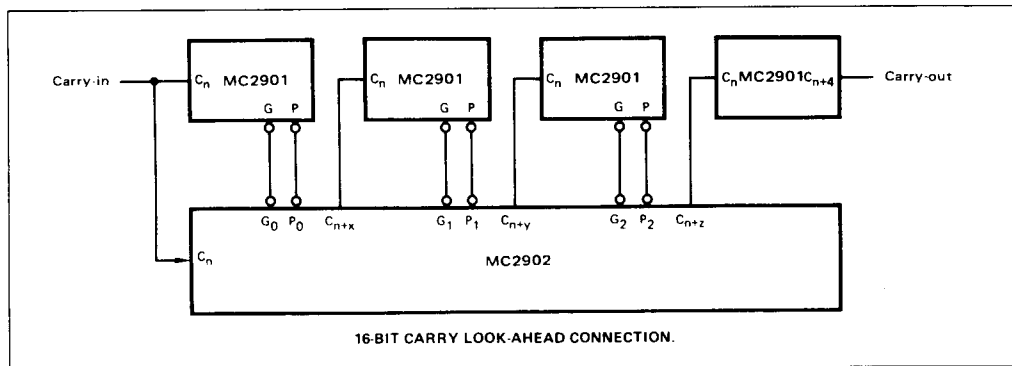 Carry-in
Cn MC2901
G P
Cn MC2901
G P
Cn MC2901
G P
Cn MC2901 Cn+4
Carry-out
G0 P0 Cn+x G1 P1 Cn+y G2 P2 Cn+z
Cn
MC2902
16-BIT CARRY LOOK-AHEAD CONNECTION.